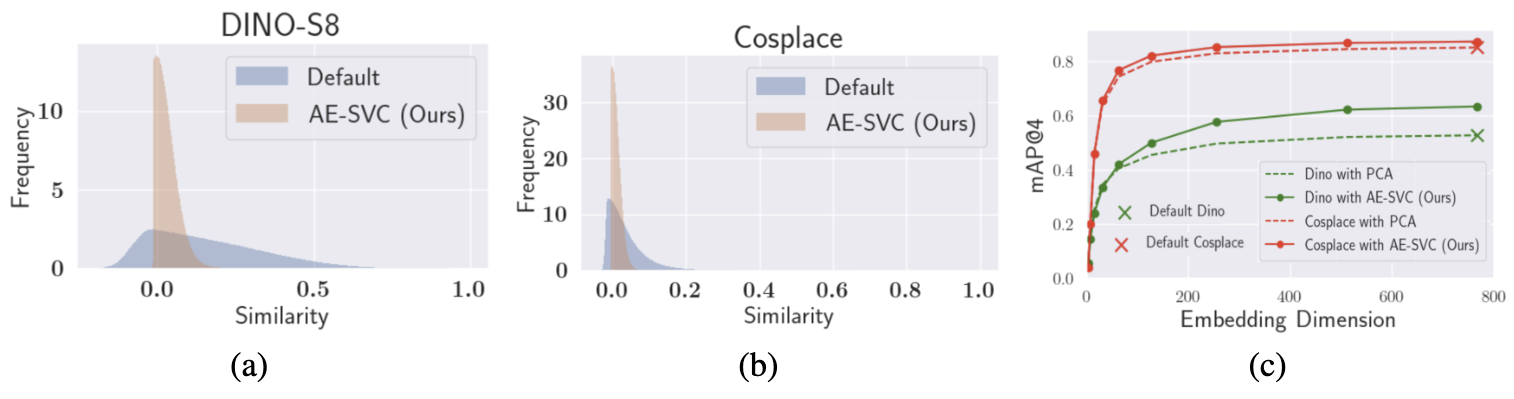 DINO-S8
Default
AE-SVC (Ours)
Frequency
10
5
0
0.0
0.5
1.0
Similarity
(a)
Cosplace
Default
AE-SVC (Ours)
Frequency
30
20
10
0
0.0
0.2
0.4
0.6
0.8
1.0
Similarity
(b)
mAP@4
0.8
0.6
0.4
0.2
0.0
Default Dino
Default Cosplace
Dino with PCA
Dino with AE-SVC (Ours)
Cosplace with PCA
Cosplace with AE-SVC (Ours)
0
200
400
600
800
Embedding Dimension
(c)